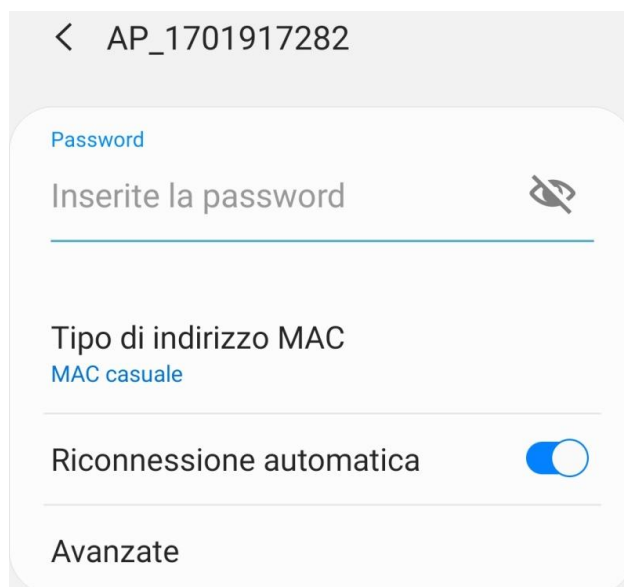 AP_1701917282
Password
Inserite la password
Tipo di indirizzo MAC
MAC casuale
Riconnessione automatica
Avanzate